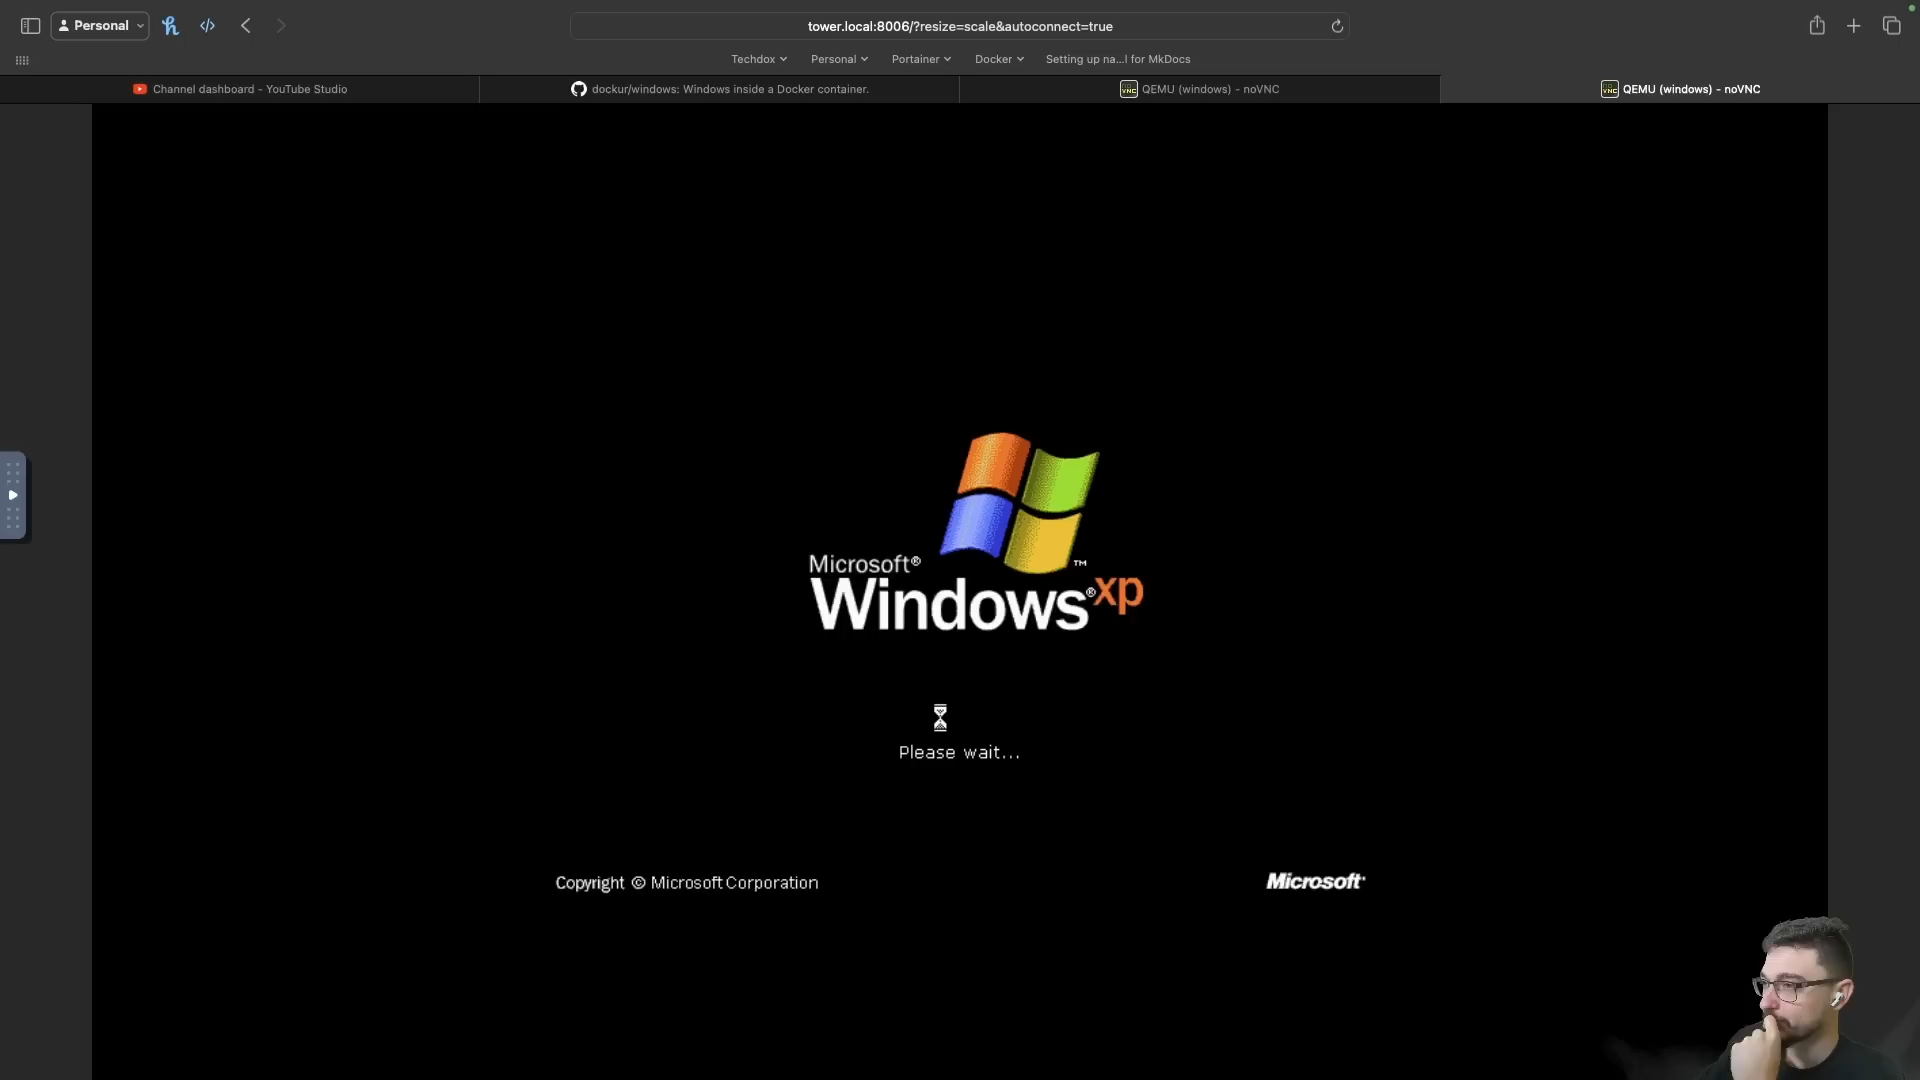 Personal
tower.local:8006/?resize=scale&autoconnect=true
Techdox Personal Portainer Docker Setting up na...l for MkDocs
Channel dashboard - YouTube Studio
dockur/windows: Windows inside a Docker container.
QEMU (windows) - noVNC
QEMU (windows) - noVNC
Microsoft®
Windows® xp ™
Please wait...
Copyright © Microsoft Corporation
Microsoft